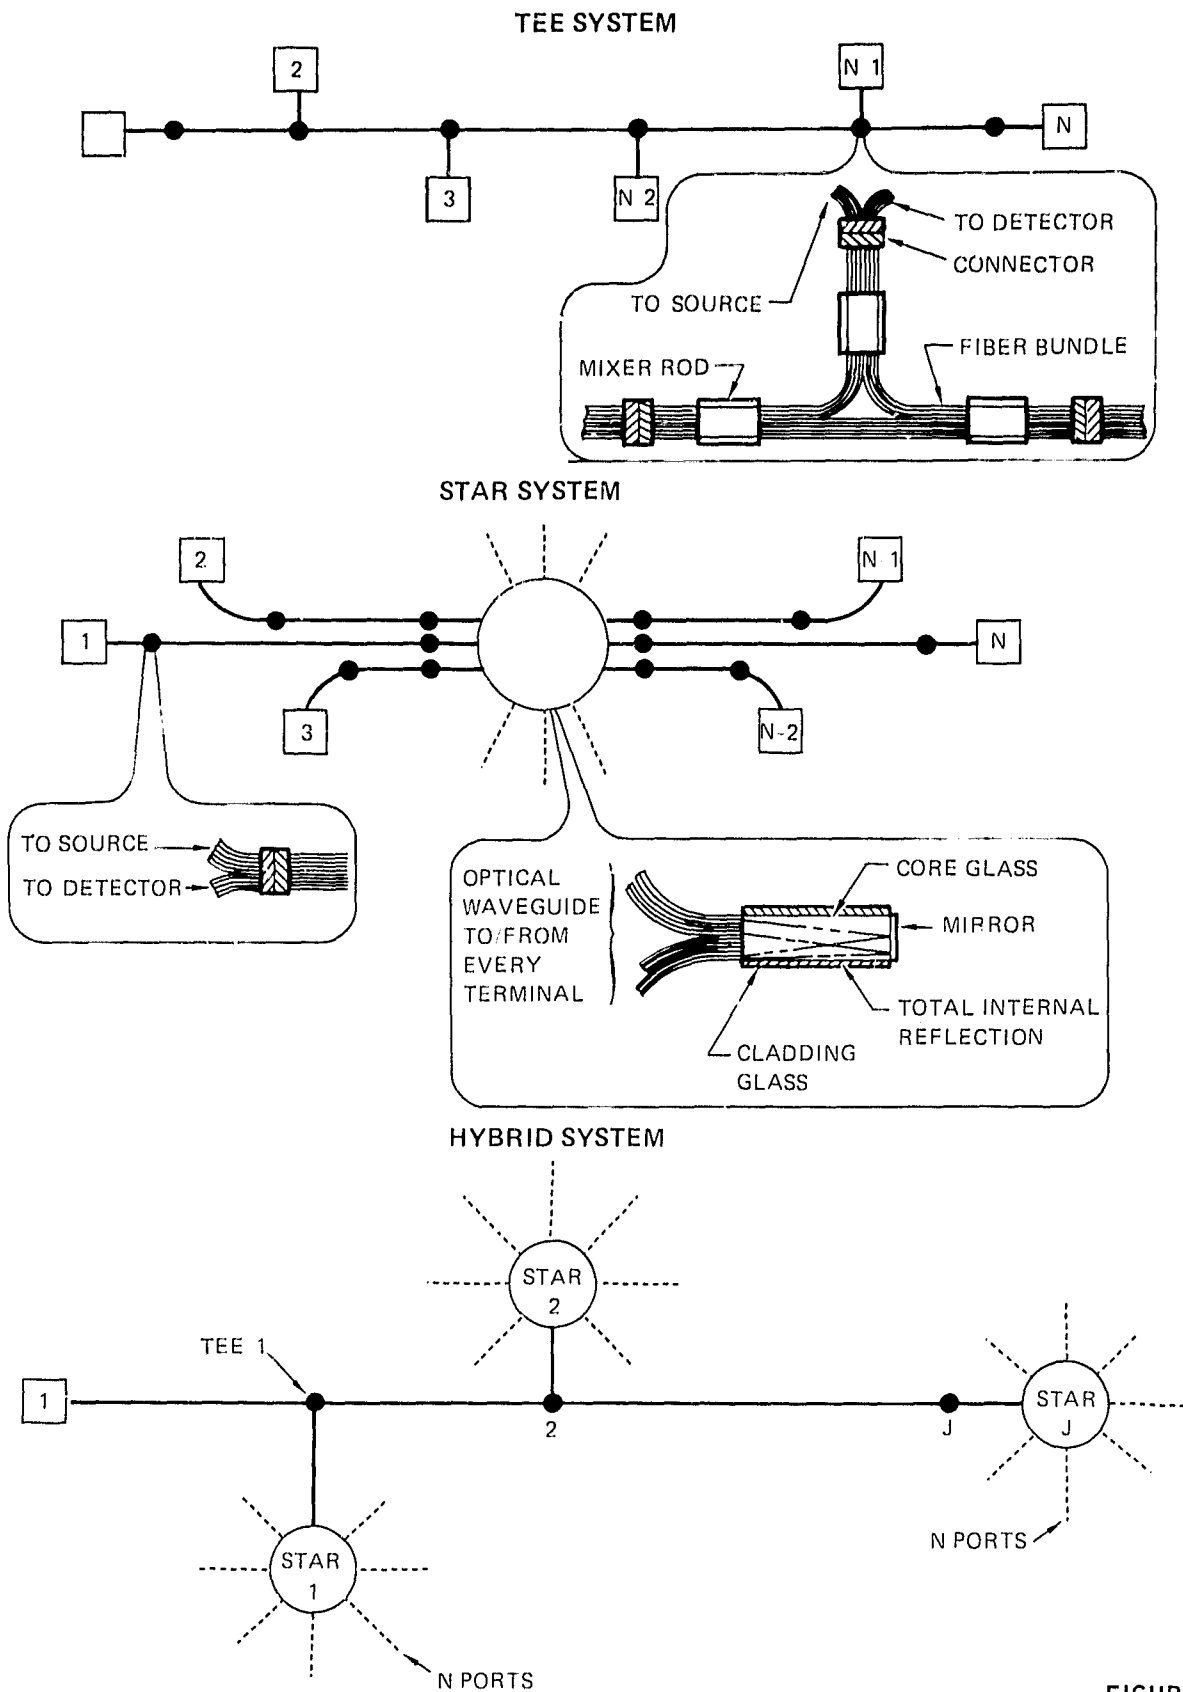 TEE SYSTEM
2
N 1
N
3
N 2
TO DETECTOR
CONNECTOR
TO SOURCE
FIBER BUNDLE
MIXER ROD
STAR SYSTEM
2
N 1
1
N
3
N-2
TO SOURCE
TO DETECTOR
OPTICAL
WAVEGUIDE
TO/FROM
EVERY
TERMINAL
CORE GLASS
MIRROR
TOTAL INTERNAL
REFLECTION
CLADDING
GLASS
HYBRID SYSTEM
STAR
2
TEE 1
1
2
J
STAR
J
N PORTS
STAR
1
N PORTS